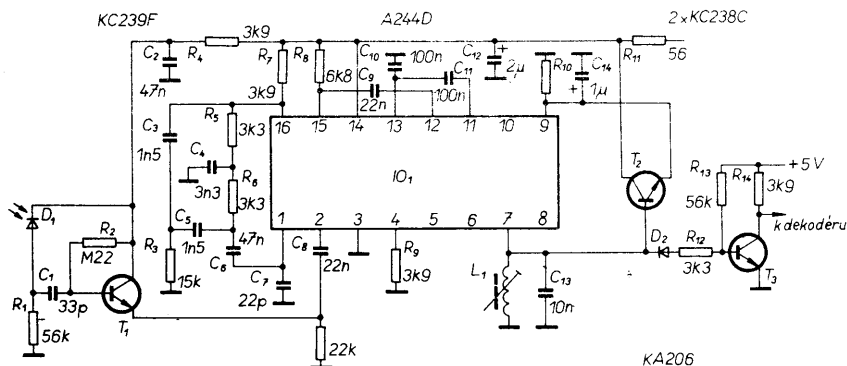 KC239F
A244D
2×KC238C
C2
47n
R4
3k9
R7
3k9
R8
6k8
C9
22n
C10
100n
C11
100n
C12
+
2µ
R10
C14
+
1µ
R11
56
C3
1n5
R5
3k3
C4
3n3
R6
3k3
C5
1n5
C6
47n
C7
22p
C8
22n
16
15
14
13
12
11
10
9
IO1
1
2
3
4
5
6
7
8
D1
R2
M22
C1
33p
R1
56k
T1
R3
15k
22k
R9
3k9
L1
C13
10n
T2
D2
R12
3k3
R13
56k
R14
3k9
+5V
k dekodéru
T3
KA206